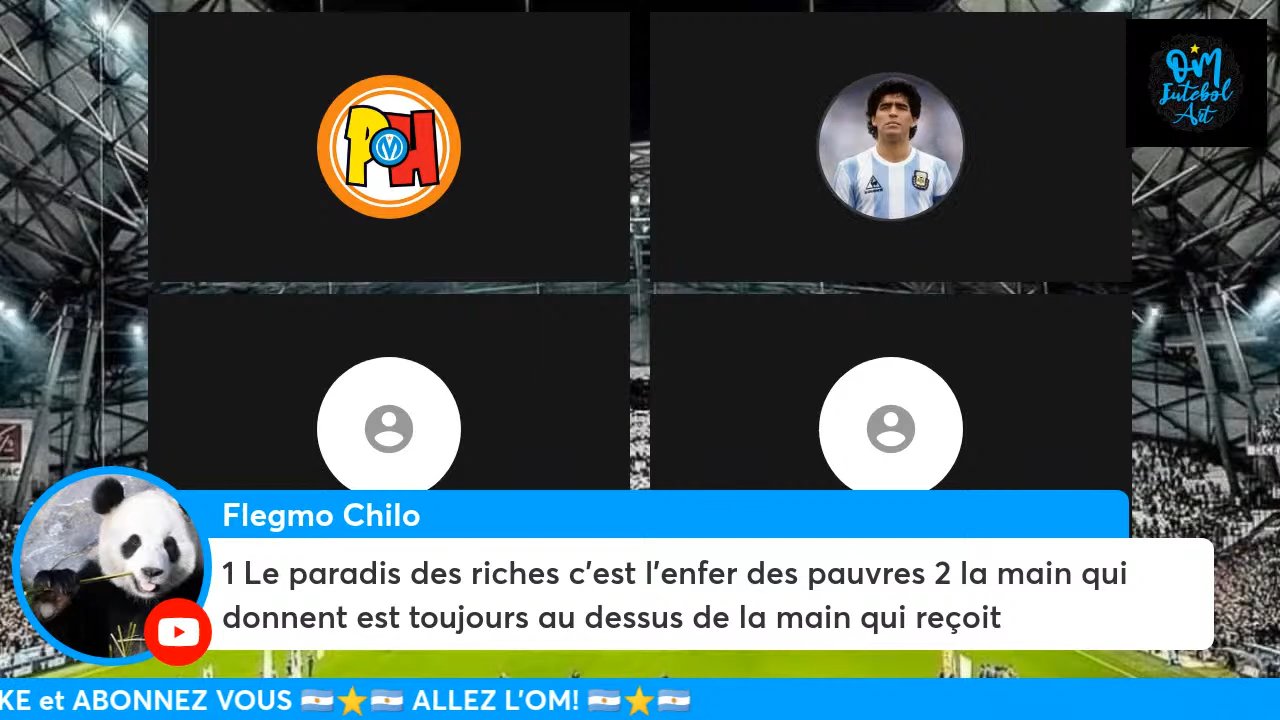 PH
OM
Futebol
Art
PAC
Flegmo Chilo
1 Le paradis des riches c'est l'enfer des pauvres 2 la main qui
donnent est toujours au dessus de la main qui reçoit
KE et ABONNEZ VOUS 🇦🇷⭐🇦🇷 ALLEZ L'OM! 🇦🇷⭐🇦🇷